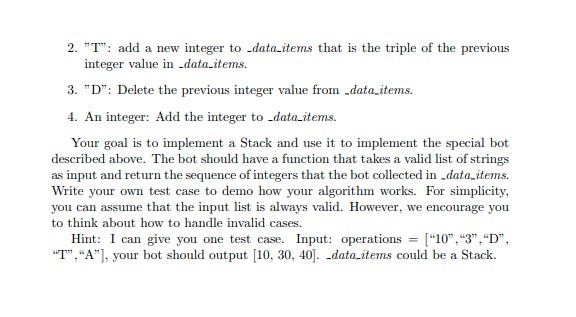 2. ”T”: add a new integer to _data_items that is the triple of the previous
integer value in _data_items.
3. ”D”: Delete the previous integer value from _data_items.
4. An integer: Add the integer to _data_items.
Your goal is to implement a Stack and use it to implement the special bot
described above. The bot should have a function that takes a valid list of strings
as input and return the sequence of integers that the bot collected in _data_items.
Write your own test case to demo how your algorithm works. For simplicity,
you can assume that the input list is always valid. However, we encourage you
to think about how to handle invalid cases.
Hint: I can give you one test case. Input: operations = [“10”,“3”,“D”,
“T”,“A”], your bot should output [10, 30, 40]. _data_items could be a Stack.